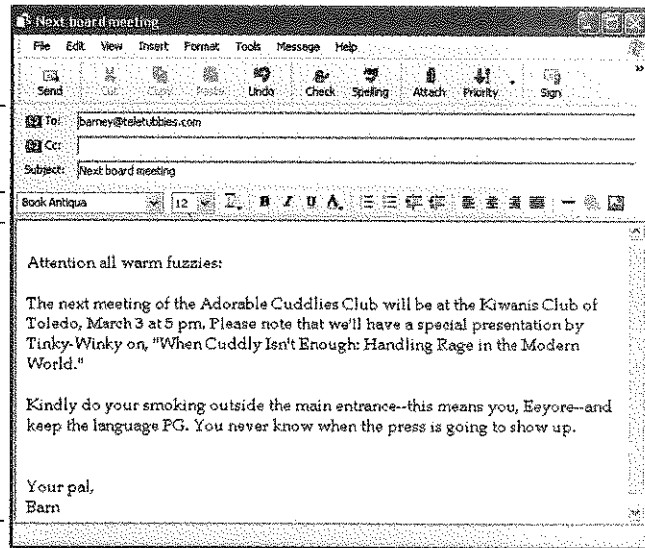 Next board meeting
File Edit View Insert Format Tools Message Help
Send Cut Copy Paste Undo Check Spelling Attach Priority Sign
To: barney@teletubbies.com
Cc:
Subject: Next board meeting
Book Antiqua 12 B I U A
Attention all warm fuzzies:
The next meeting of the Adorable Cuddlies Club will be at the Kiwanis Club of
Toledo, March 3 at 5 pm. Please note that we'll have a special presentation by
Tinky-Winky on, "When Cuddly Isn't Enough: Handling Rage in the Modern
World."
Kindly do your smoking outside the main entrance--this means you, Eeyore--and
keep the language PG. You never know when the press is going to show up.
Your pal,
Barn